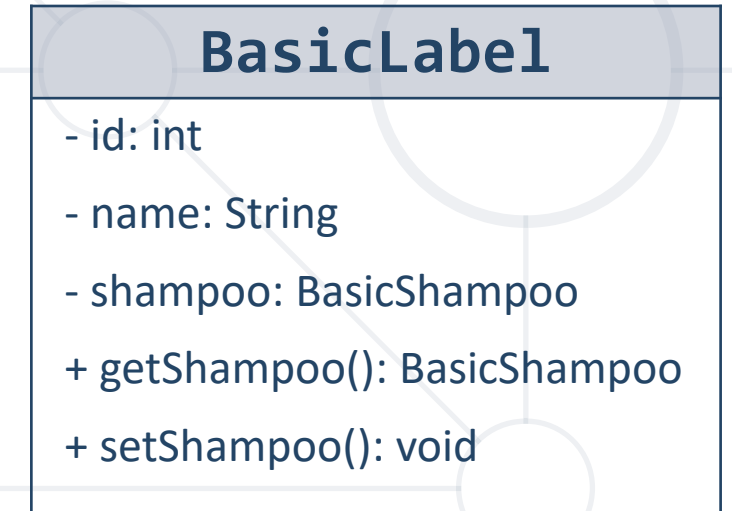 BasicLabel
- id: int
- name: String
- shampoo: BasicShampoo
+ getShampoo(): BasicShampoo
+ setShampoo(): void